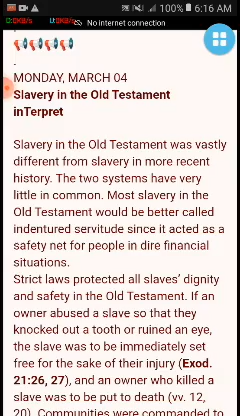 0:0KB/s U:0KB/s No internet connection 100% 6:16 AM
.
MONDAY, MARCH 04
Slavery in the Old Testament
inTerpret
Slavery in the Old Testament was vastly
different from slavery in more recent
history. The two systems have very
little in common. Most slavery in the
Old Testament would be better called
indentured servitude since it acted as a
safety net for people in dire financial
situations.
Strict laws protected all slaves’ dignity
and safety in the Old Testament. If an
owner abused a slave so that they
knocked out a tooth or ruined an eye,
the slave was to be immediately set
free for the sake of their injury (Exod.
21:26, 27), and an owner who killed a
slave was to be put to death (vv. 12,
20). Communities were commanded to